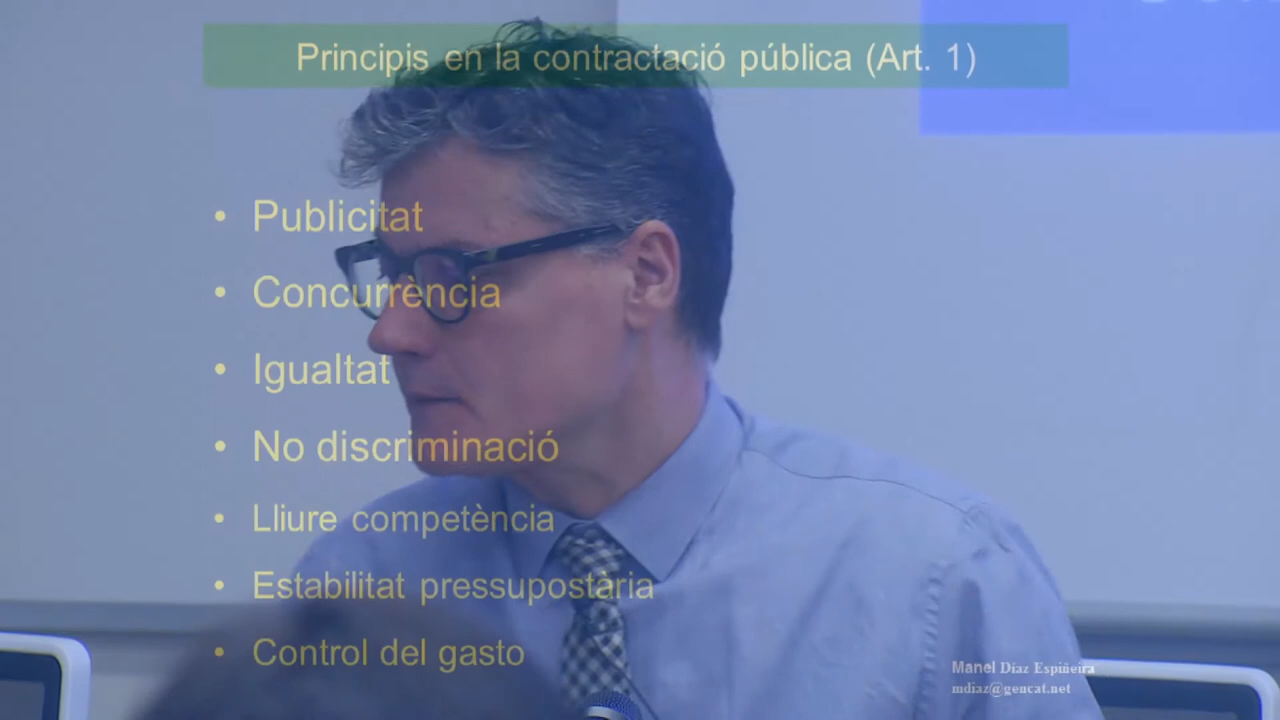 Principis en la contractació pública (Art. 1)
• Publicitat
• Concurrència
• Igualtat
• No discriminació
• Lliure competència
• Estabilitat pressupostària
• Control del gasto
Manel Díaz Espiñeira
mdiaz@gencat.net